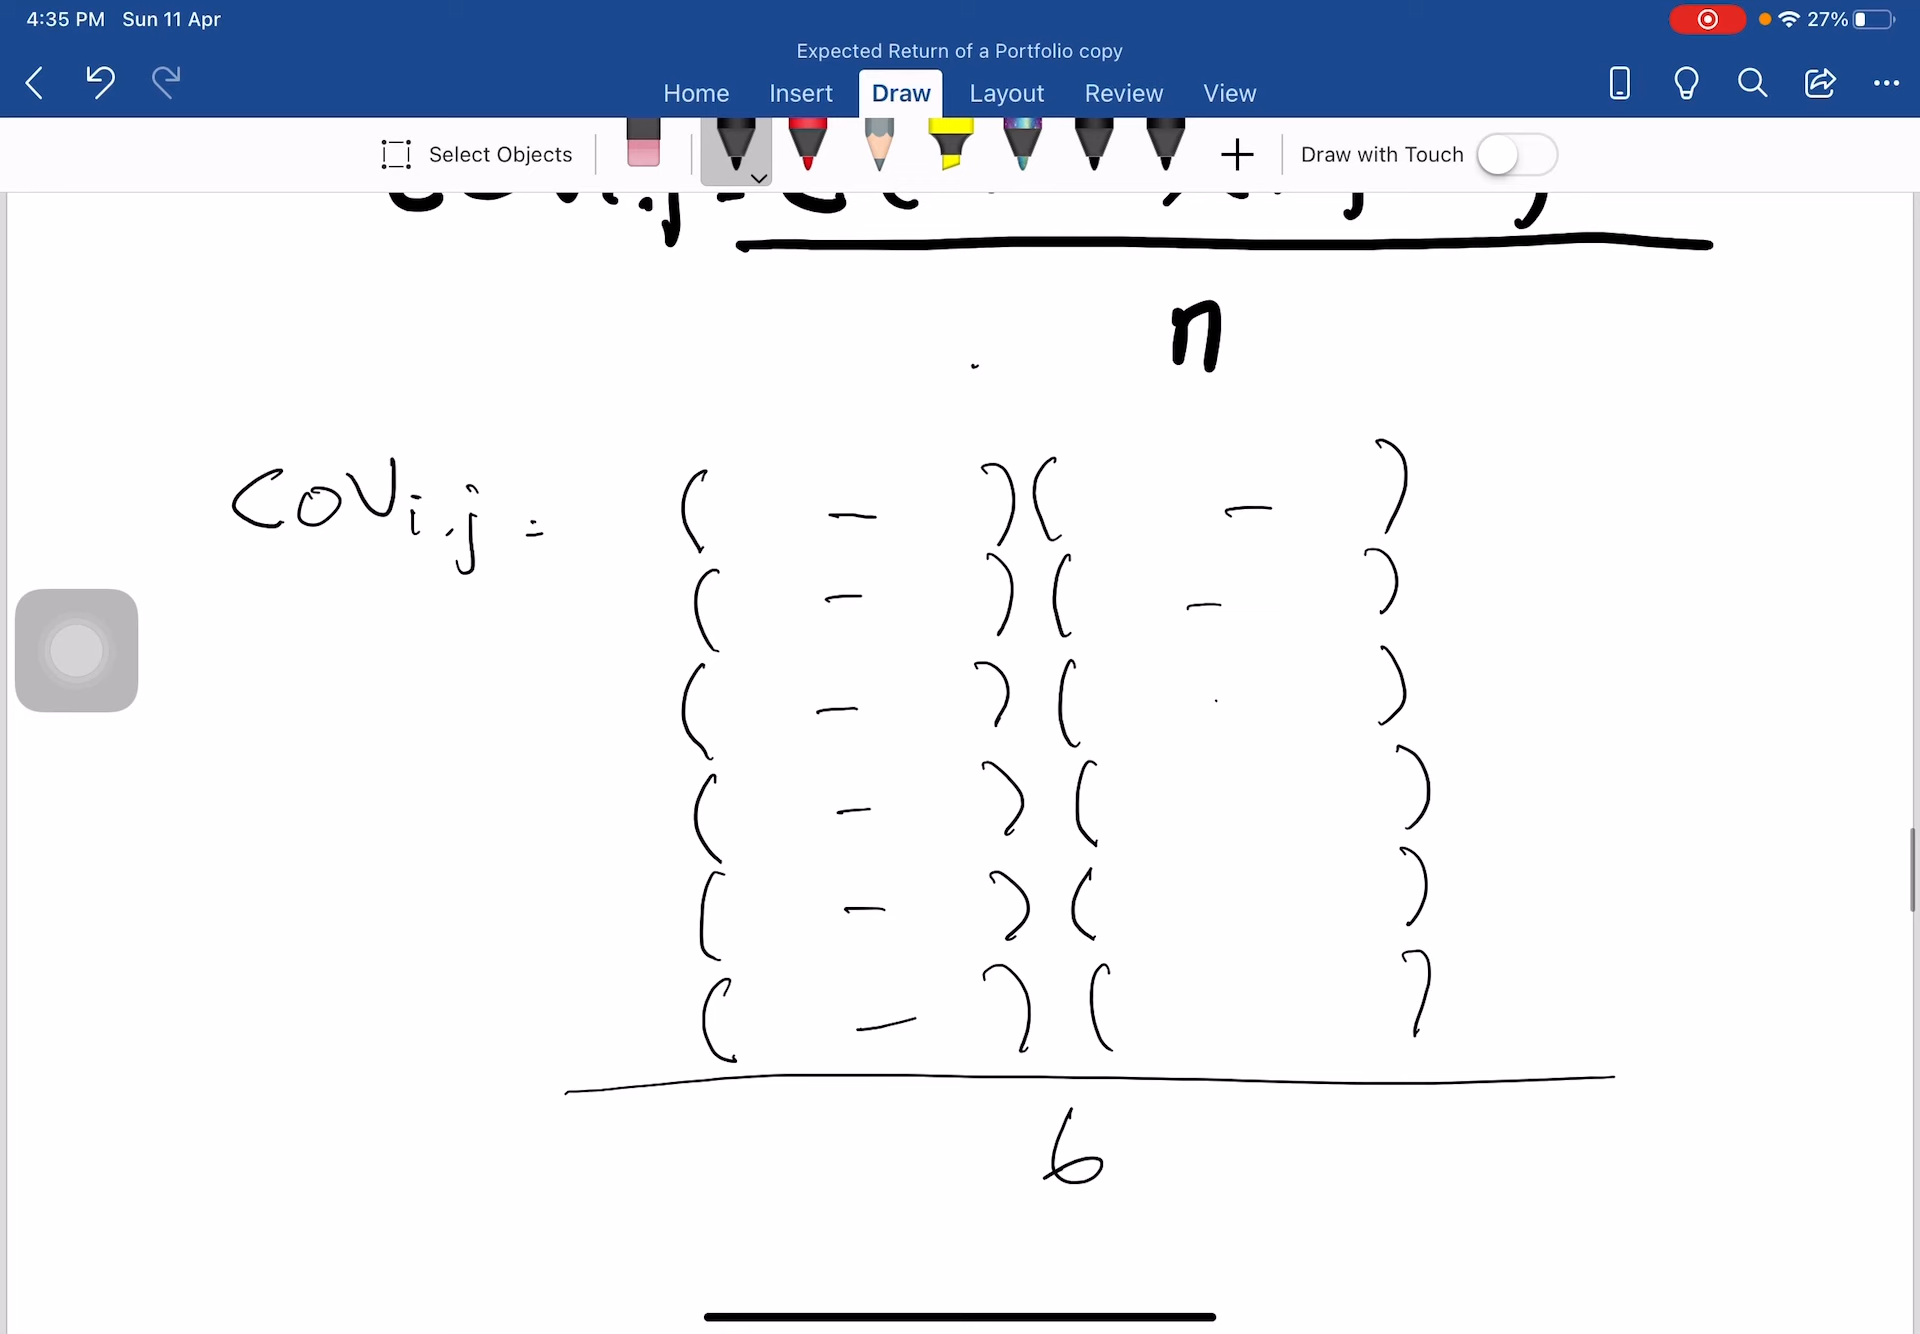 4:35 PM Sun 11 Apr
27%
Expected Return of a Portfolio copy
Home Insert Draw Layout Review View
Select Objects
Draw with Touch
n
COVi,j = ( - )( - )
( - )( - )
( - )( )
( - )( )
( - )( )
( - )( )
6